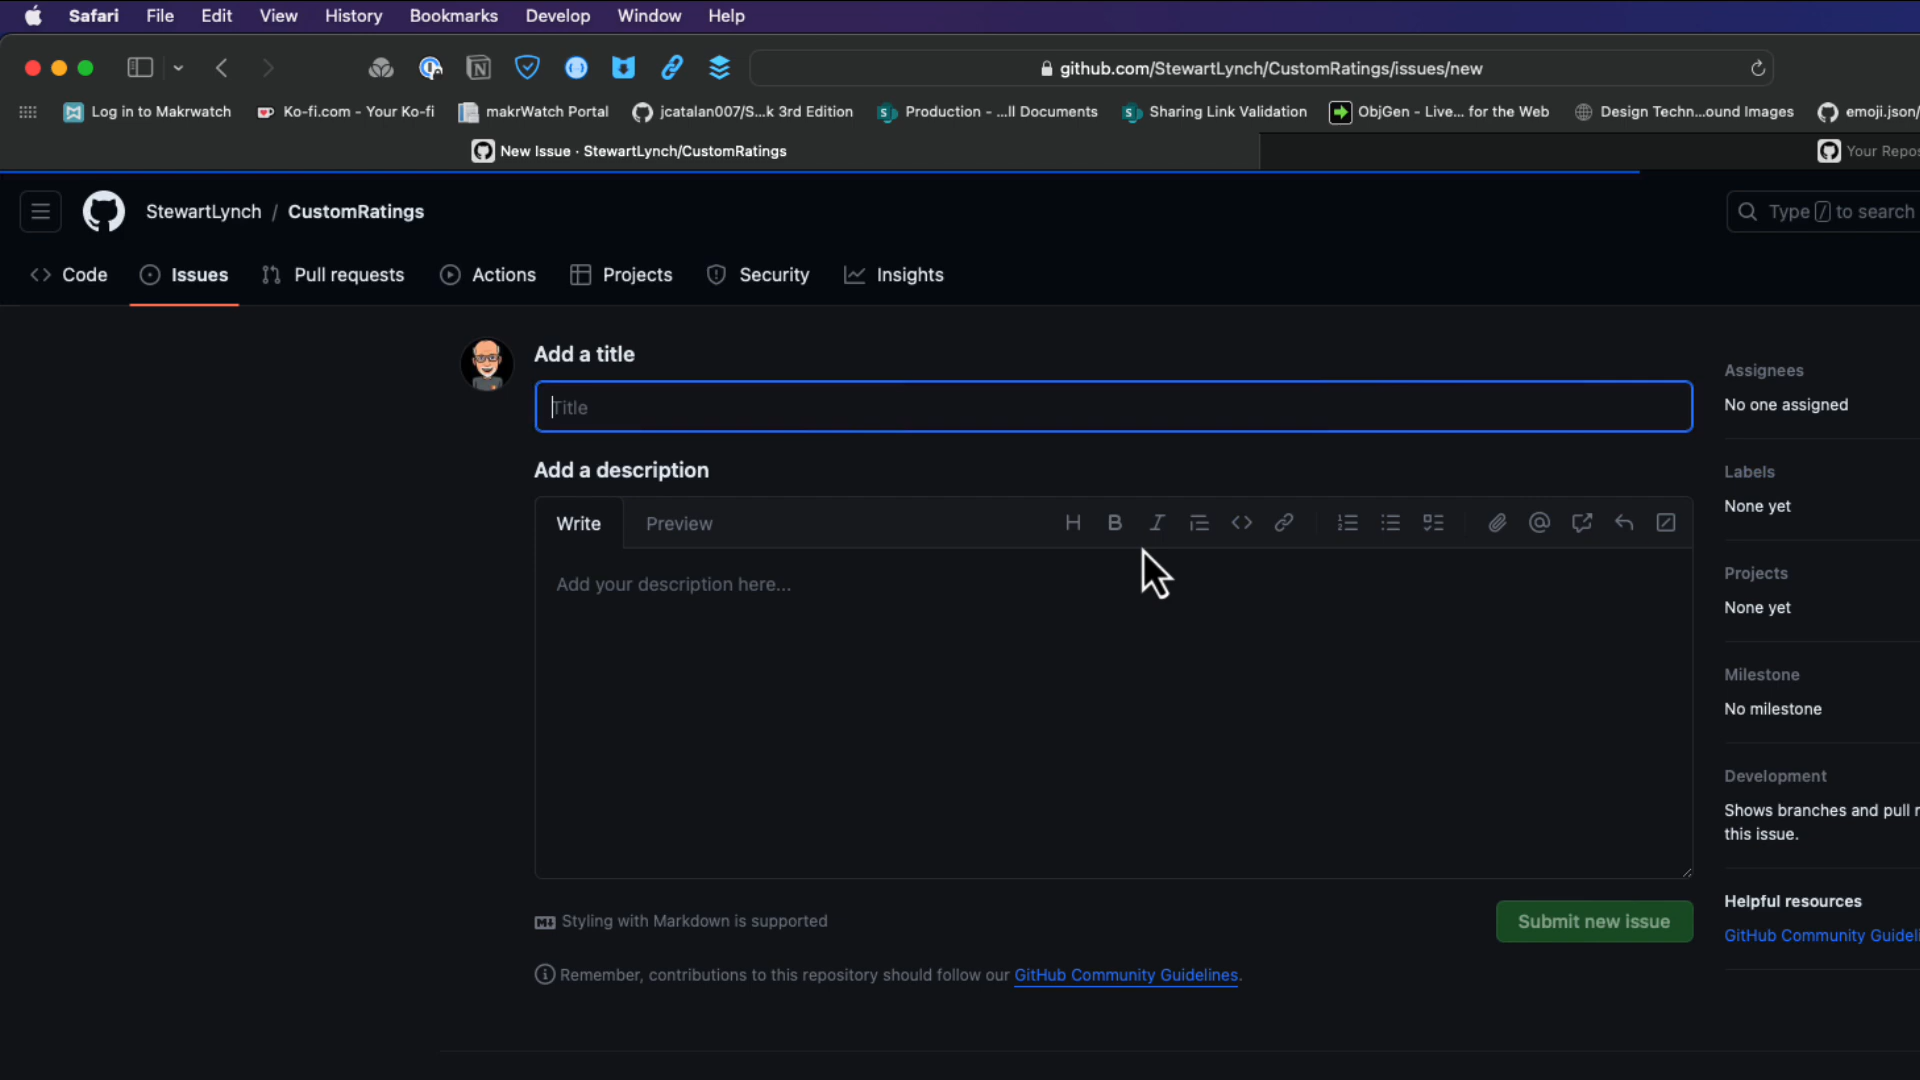 Safari File Edit View History Bookmarks Develop Window Help
github.com/StewartLynch/CustomRatings/issues/new
Log in to Makrwatch Ko-fi.com - Your Ko-fi makrWatch Portal jcatalan007/S...k 3rd Edition Production - ...ll Documents Sharing Link Validation ObjGen - Live... for the Web Design Techn...ound Images emoji.json/
New Issue · StewartLynch/CustomRatings Your Repos
StewartLynch / CustomRatings Type / to search
Code Issues Pull requests Actions Projects Security Insights
Add a title
Title
Add a description
Write Preview
Add your description here...
Styling with Markdown is supported
Submit new issue
Remember, contributions to this repository should follow our GitHub Community Guidelines.
Assignees
No one assigned
Labels
None yet
Projects
None yet
Milestone
No milestone
Development
Shows branches and pull r
this issue.
Helpful resources
GitHub Community Guideli